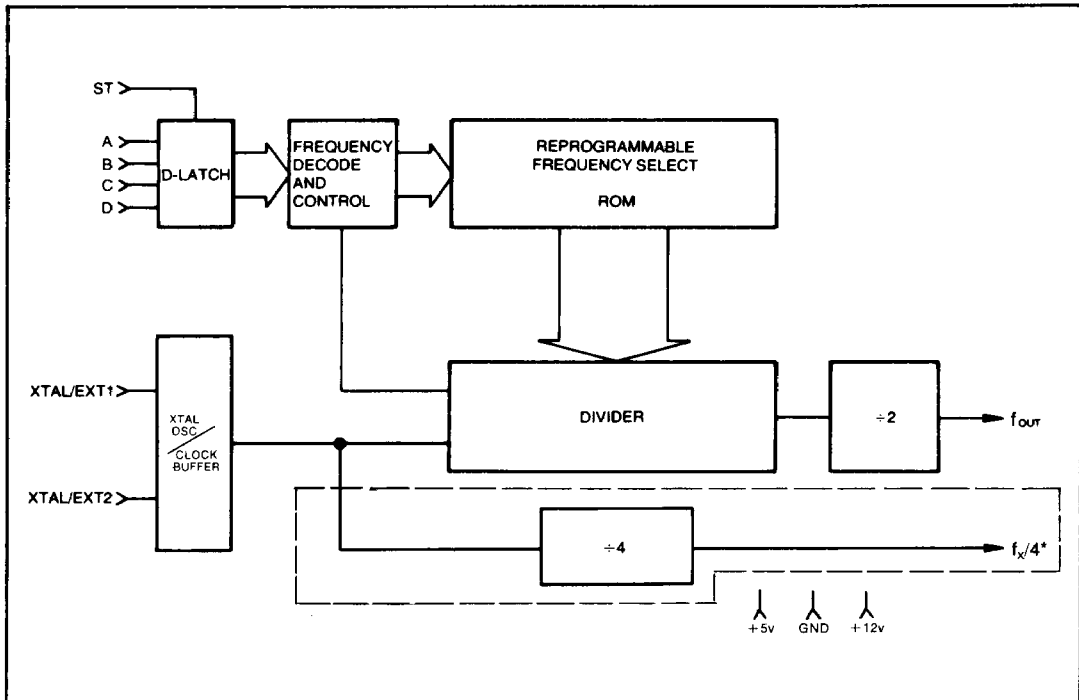 ST
A
B
C
D
D-LATCH
FREQUENCY
DECODE
AND
CONTROL
REPROGRAMMABLE
FREQUENCY SELECT
ROM
XTAL/EXT1
XTAL/EXT2
XTAL
OSC
CLOCK
BUFFER
DIVIDER
÷2
fOUT
÷4
fx/4*
+5v
GND
+12v